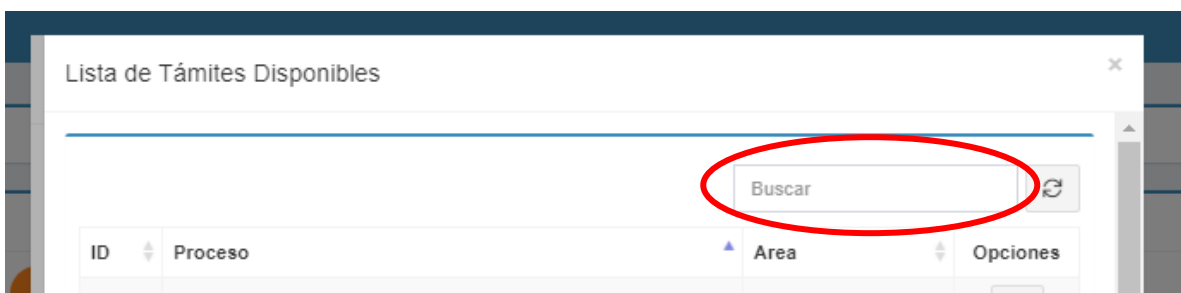 Lista de Támites Disponibles
×
Buscar
ID Proceso Area Opciones